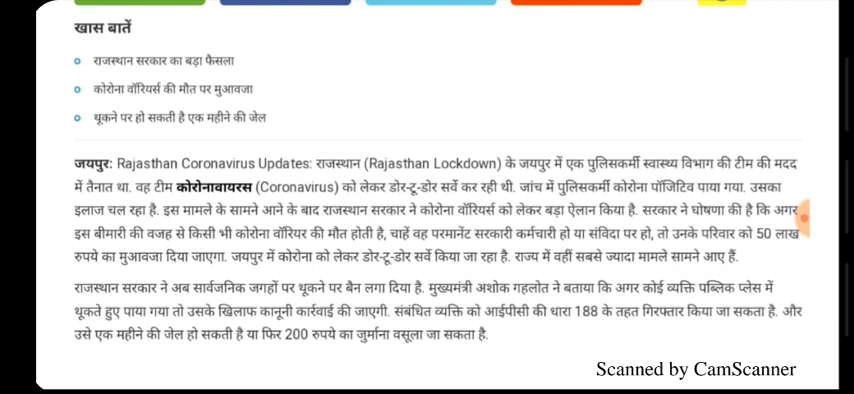 खास बातें
राजस्थान सरकार का बड़ा फैसला
कोरोना वॉरियर्स की मौत पर मुआवजा
थूकने पर हो सकती है एक महीने की जेल
जयपुर: Rajasthan Coronavirus Updates: राजस्थान (Rajasthan Lockdown) के जयपुर में एक पुलिसकर्मी स्वास्थ्य विभाग की टीम की मदद
में तैनात था. वह टीम कोरोनावायरस (Coronavirus) को लेकर डोर-टू-डोर सर्वे कर रही थी. जांच में पुलिसकर्मी कोरोना पॉजिटिव पाया गया. उसका
इलाज चल रहा है. इस मामले के सामने आने के बाद राजस्थान सरकार ने कोरोना वॉरियर्स को लेकर बड़ा ऐलान किया है. सरकार ने घोषणा की है कि अगर
इस बीमारी की वजह से किसी भी कोरोना वॉरियर की मौत होती है, चाहें वह परमानेंट सरकारी कर्मचारी हो या संविदा पर हो, तो उनके परिवार को 50 लाख
रुपये का मुआवजा दिया जाएगा. जयपुर में कोरोना को लेकर डोर-टू-डोर सर्वे किया जा रहा है. राज्य में वहीं सबसे ज्यादा मामले सामने आए हैं.
राजस्थान सरकार ने अब सार्वजनिक जगहों पर थूकने पर बैन लगा दिया है. मुख्यमंत्री अशोक गहलोत ने बताया कि अगर कोई व्यक्ति पब्लिक प्लेस में
थूकते हुए पाया गया तो उसके खिलाफ कानूनी कार्रवाई की जाएगी. संबंधित व्यक्ति को आईपीसी की धारा 188 के तहत गिरफ्तार किया जा सकता है. और
उसे एक महीने की जेल हो सकती है या फिर 200 रुपये का जुर्माना वसूला जा सकता है.
Scanned by CamScanner